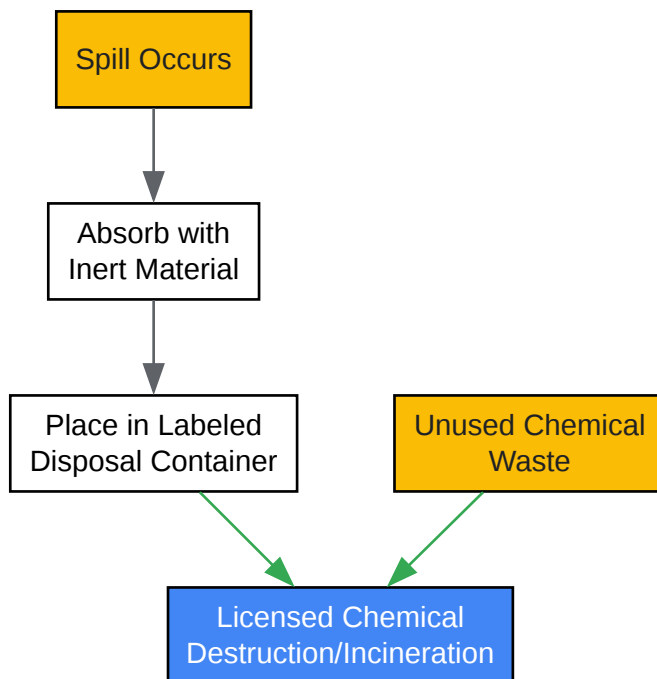 Spill Occurs
Absorb with
Inert Material
Place in Labeled
Disposal Container
Unused Chemical
Waste
Licensed Chemical
Destruction/Incineration